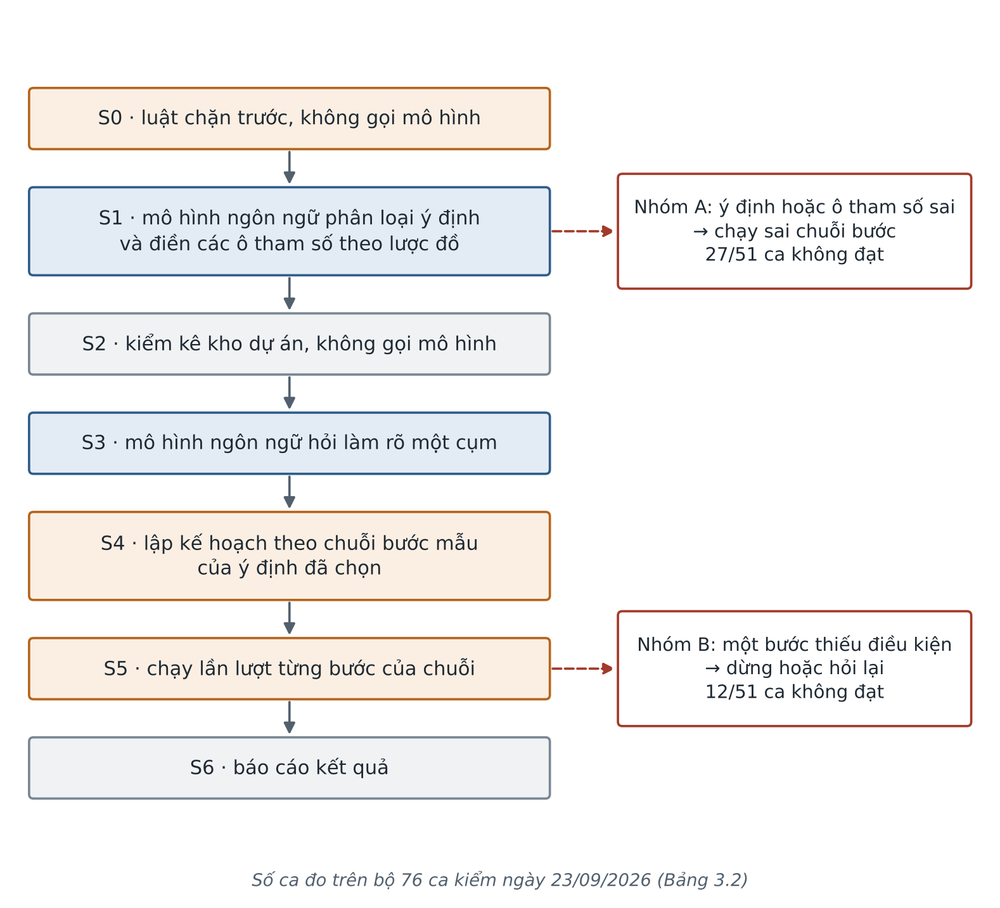 S0 · luật chặn trước, không gọi mô hình
S1 · mô hình ngôn ngữ phân loại ý định
và điền các ô tham số theo lược đồ
Nhóm A: ý định hoặc ô tham số sai
→ chạy sai chuỗi bước
27/51 ca không đạt
S2 · kiểm kê kho dự án, không gọi mô hình
S3 · mô hình ngôn ngữ hỏi làm rõ một cụm
S4 · lập kế hoạch theo chuỗi bước mẫu
của ý định đã chọn
S5 · chạy lần lượt từng bước của chuỗi
Nhóm B: một bước thiếu điều kiện
→ dừng hoặc hỏi lại
12/51 ca không đạt
S6 · báo cáo kết quả
Số ca đo trên bộ 76 ca kiểm ngày 23/09/2026 (Bảng 3.2)